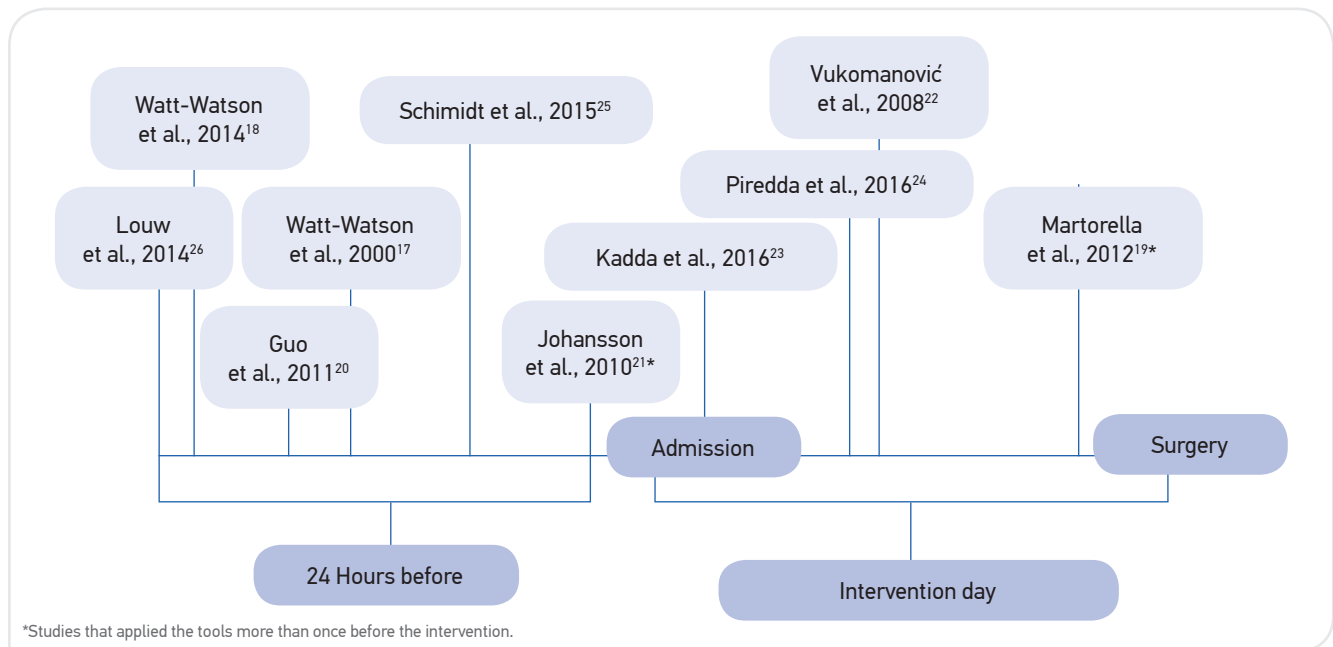 Watt-Watson
et al., 2014¹⁸
Schimidt et al., 2015²⁵
Vukomanović
et al., 2008²²
Piredda et al., 2016²⁴
Louw
et al., 2014²⁶
Watt-Watson
et al., 2000¹⁷
Kadda et al., 2016²³
Martorella
et al., 2012¹⁹*
Guo
et al., 2011²⁰
Johansson
et al., 2010²¹*
Admission
Surgery
24 Hours before
Intervention day
*Studies that applied the tools more than once before the intervention.